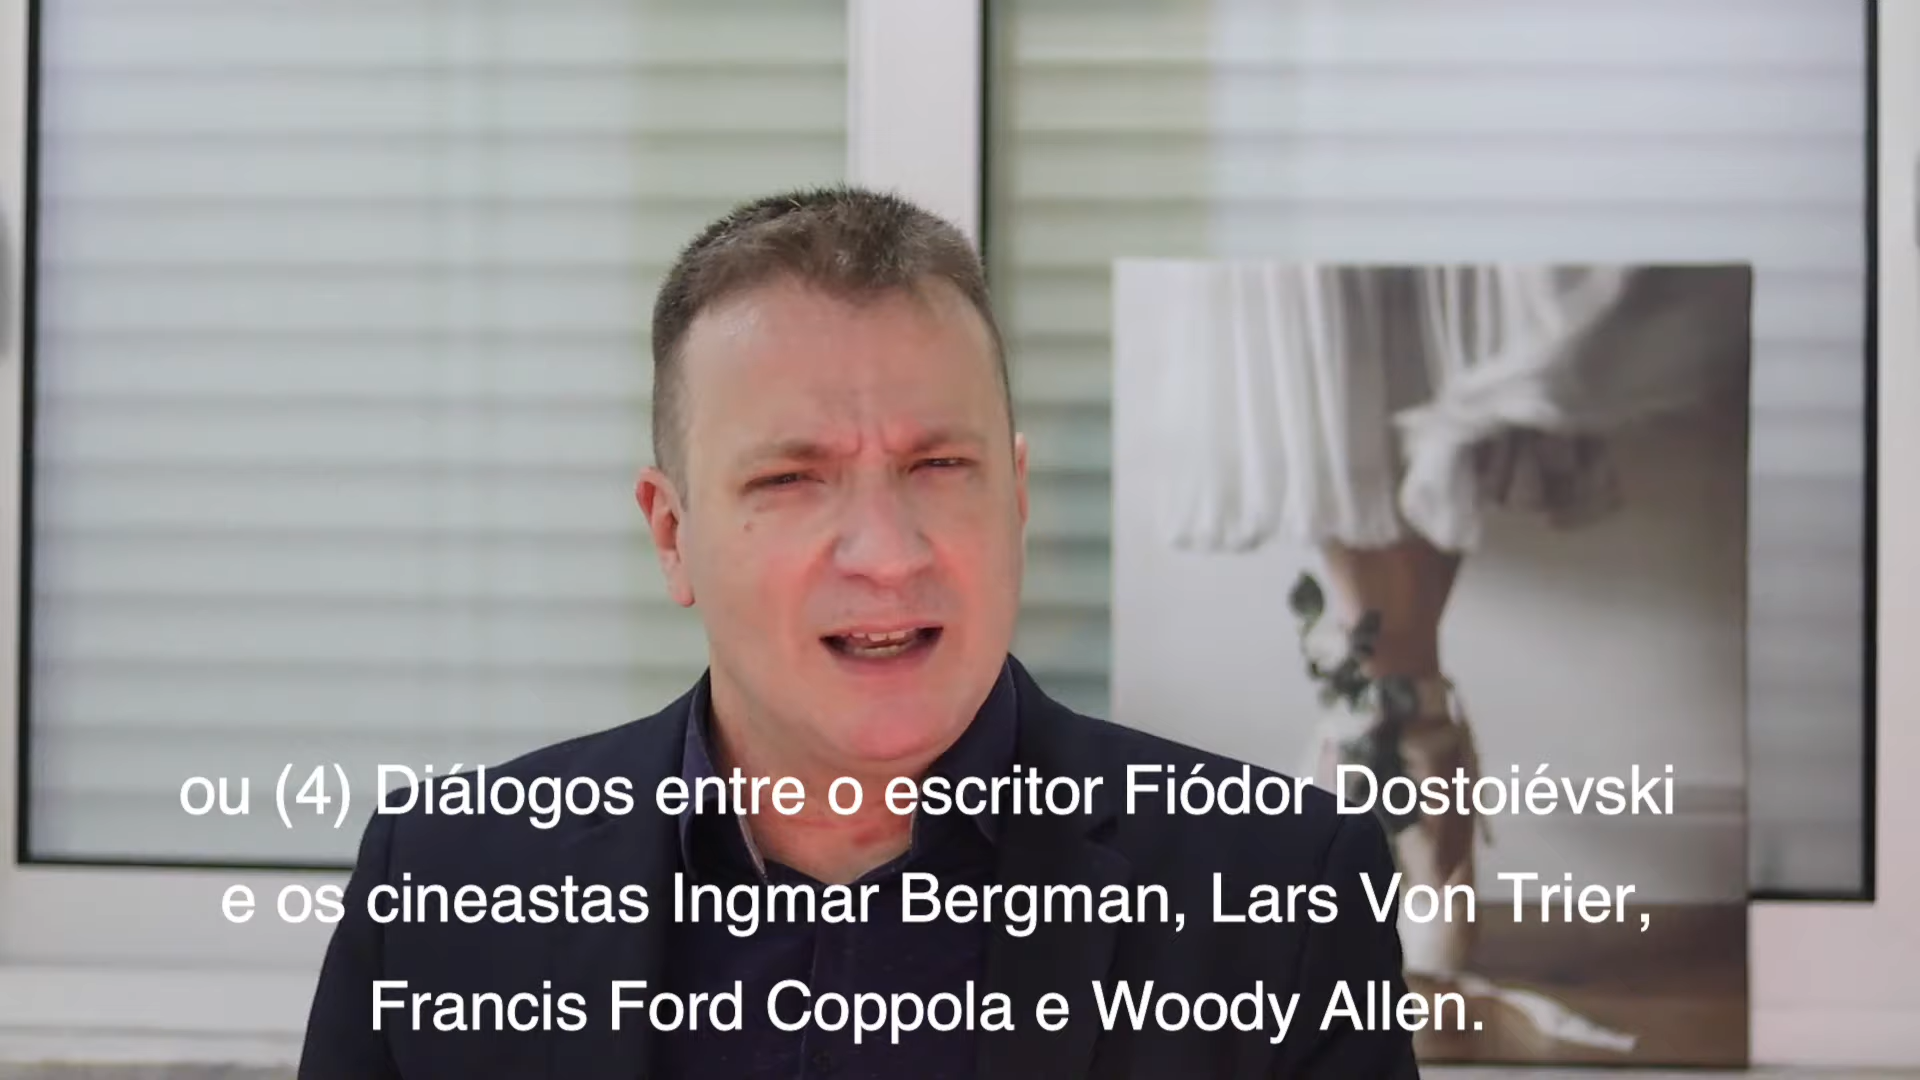 ou (4) Diálogos entre o escritor Fiódor Dostoiévski
e os cineastas Ingmar Bergman, Lars Von Trier,
Francis Ford Coppola e Woody Allen.